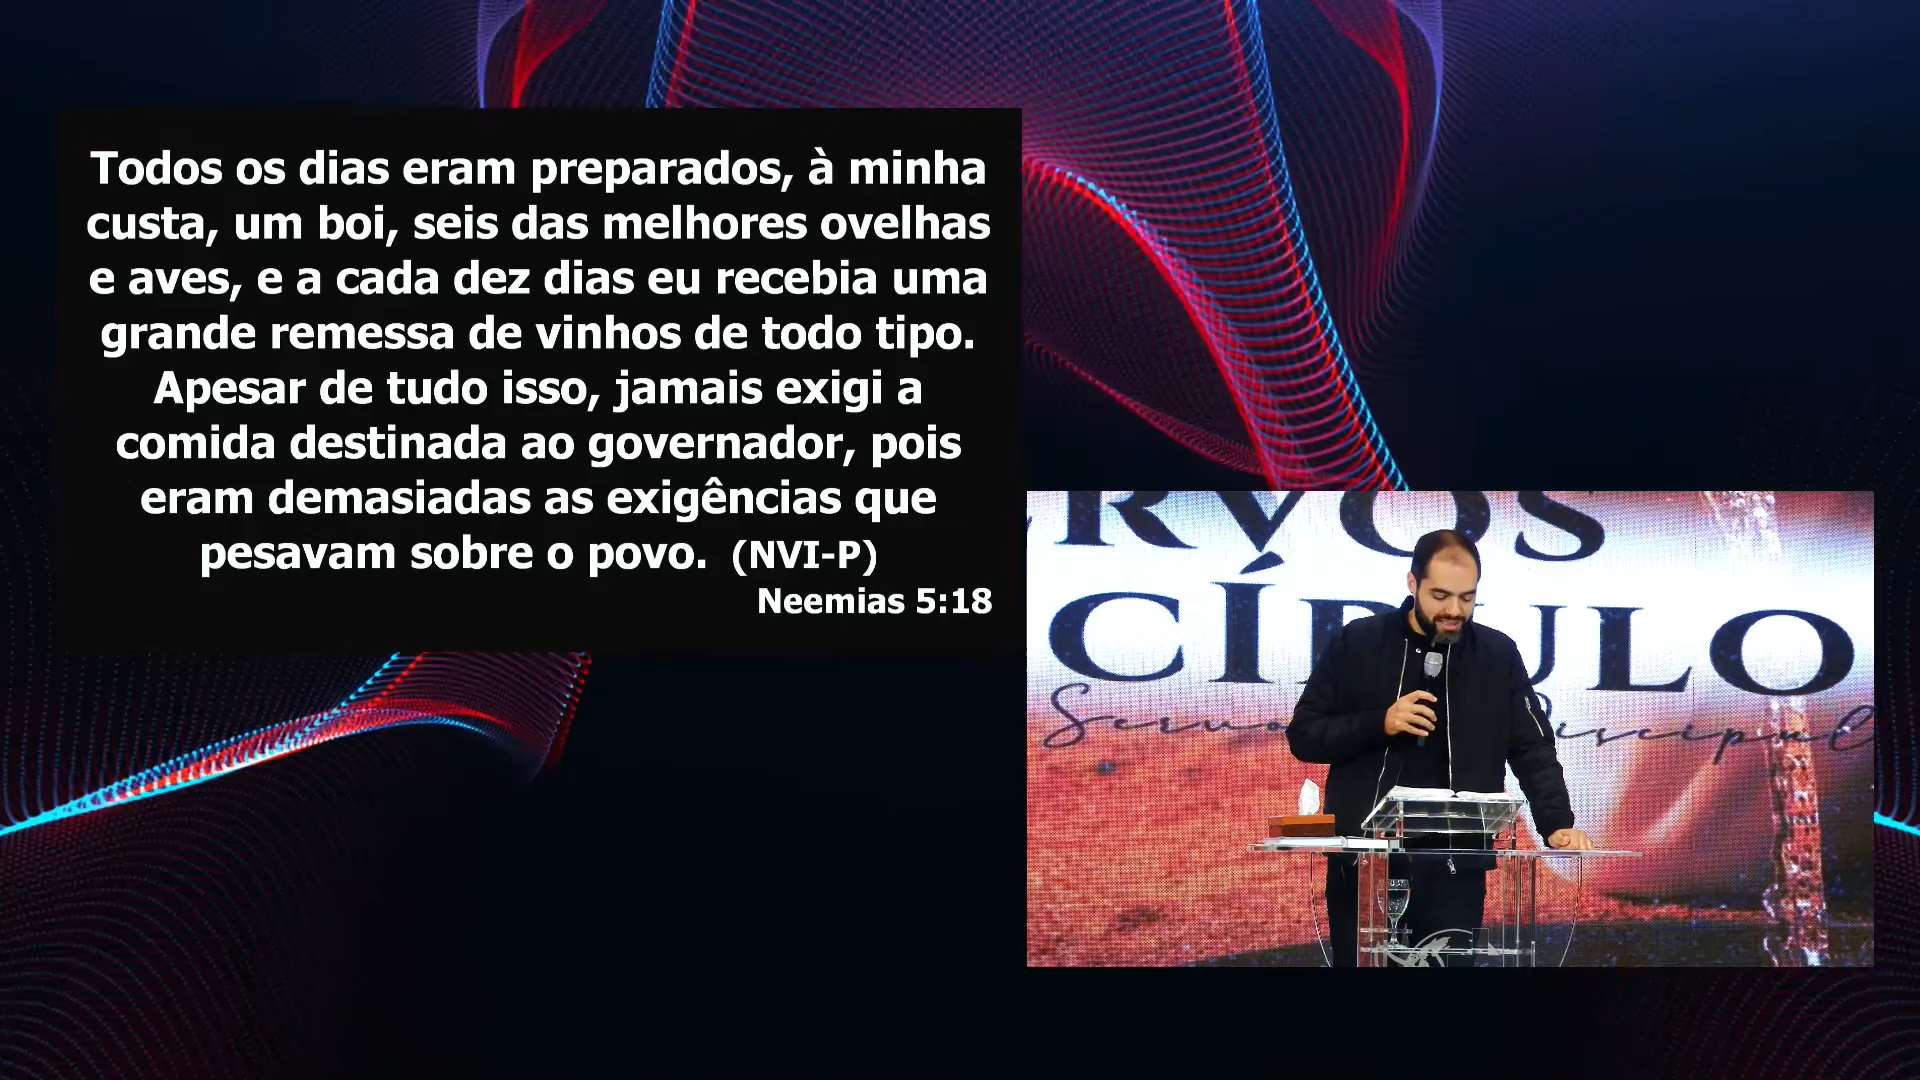 Todos os dias eram preparados, à minha
custa, um boi, seis das melhores ovelhas
e aves, e a cada dez dias eu recebia uma
grande remessa de vinhos de todo tipo.
Apesar de tudo isso, jamais exigi a
comida destinada ao governador, pois
eram demasiadas as exigências que
pesavam sobre o povo. (NVI-P)
Neemias 5:18
RVOS
CÍPULO